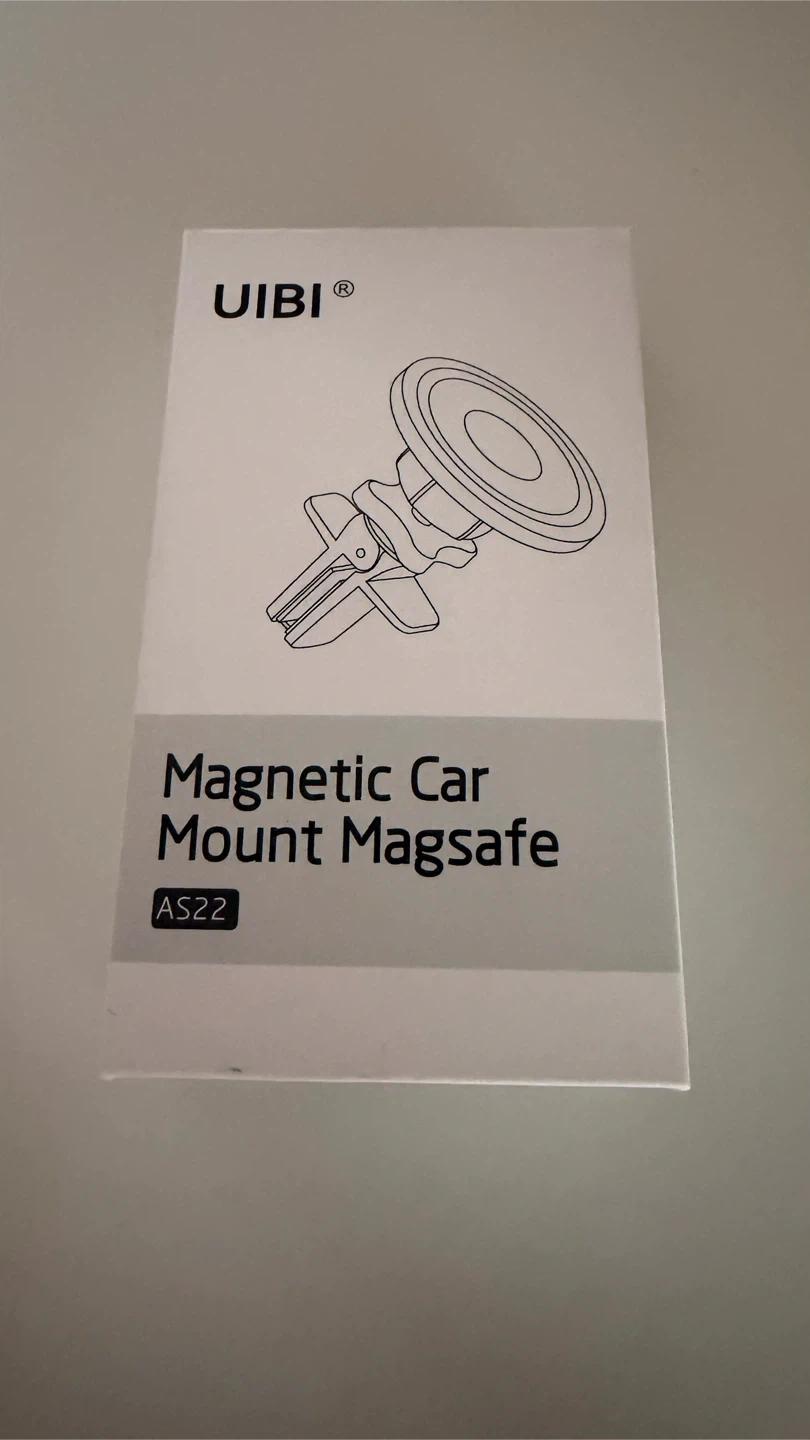 UIBI ®
Magnetic Car
Mount Magsafe
AS22